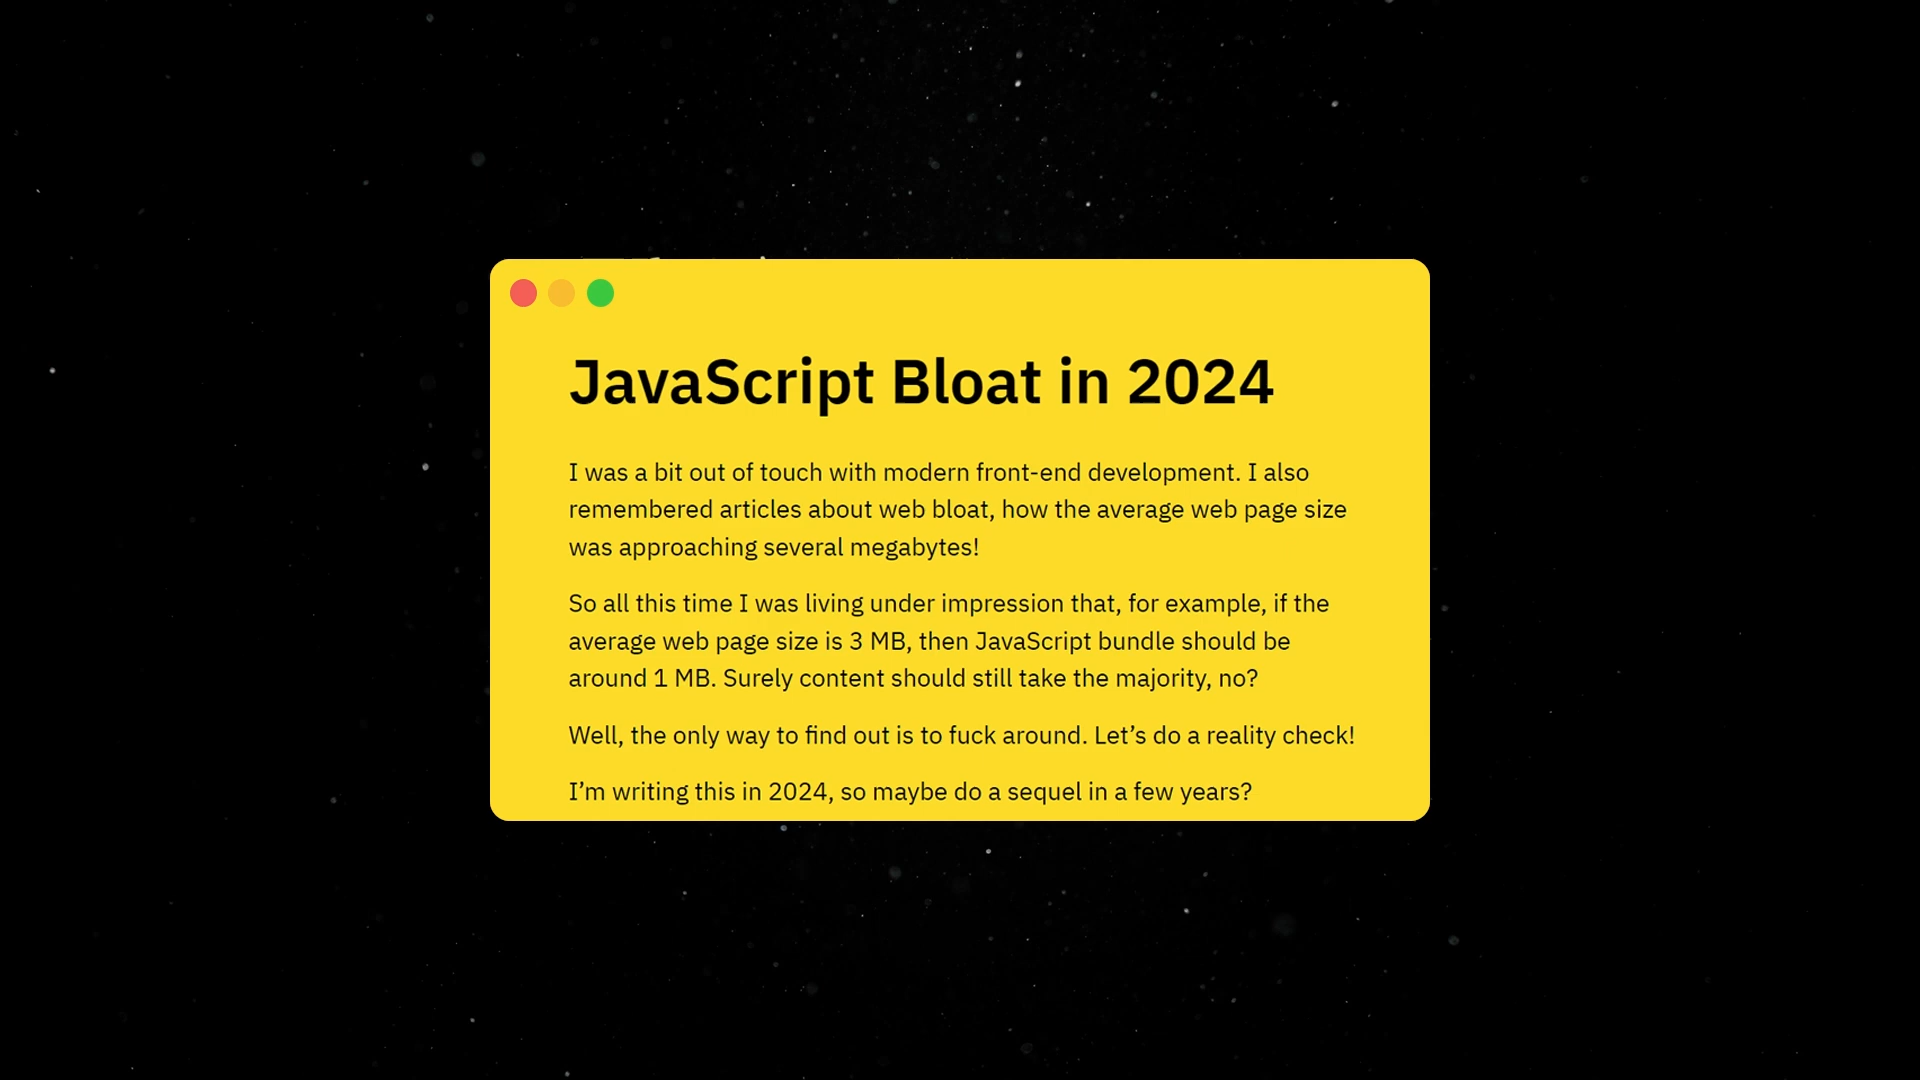 JavaScript Bloat in 2024
I was a bit out of touch with modern front-end development. I also
remembered articles about web bloat, how the average web page size
was approaching several megabytes!
So all this time I was living under impression that, for example, if the
average web page size is 3 MB, then JavaScript bundle should be
around 1 MB. Surely content should still take the majority, no?
Well, the only way to find out is to fuck around. Let’s do a reality check!
I’m writing this in 2024, so maybe do a sequel in a few years?